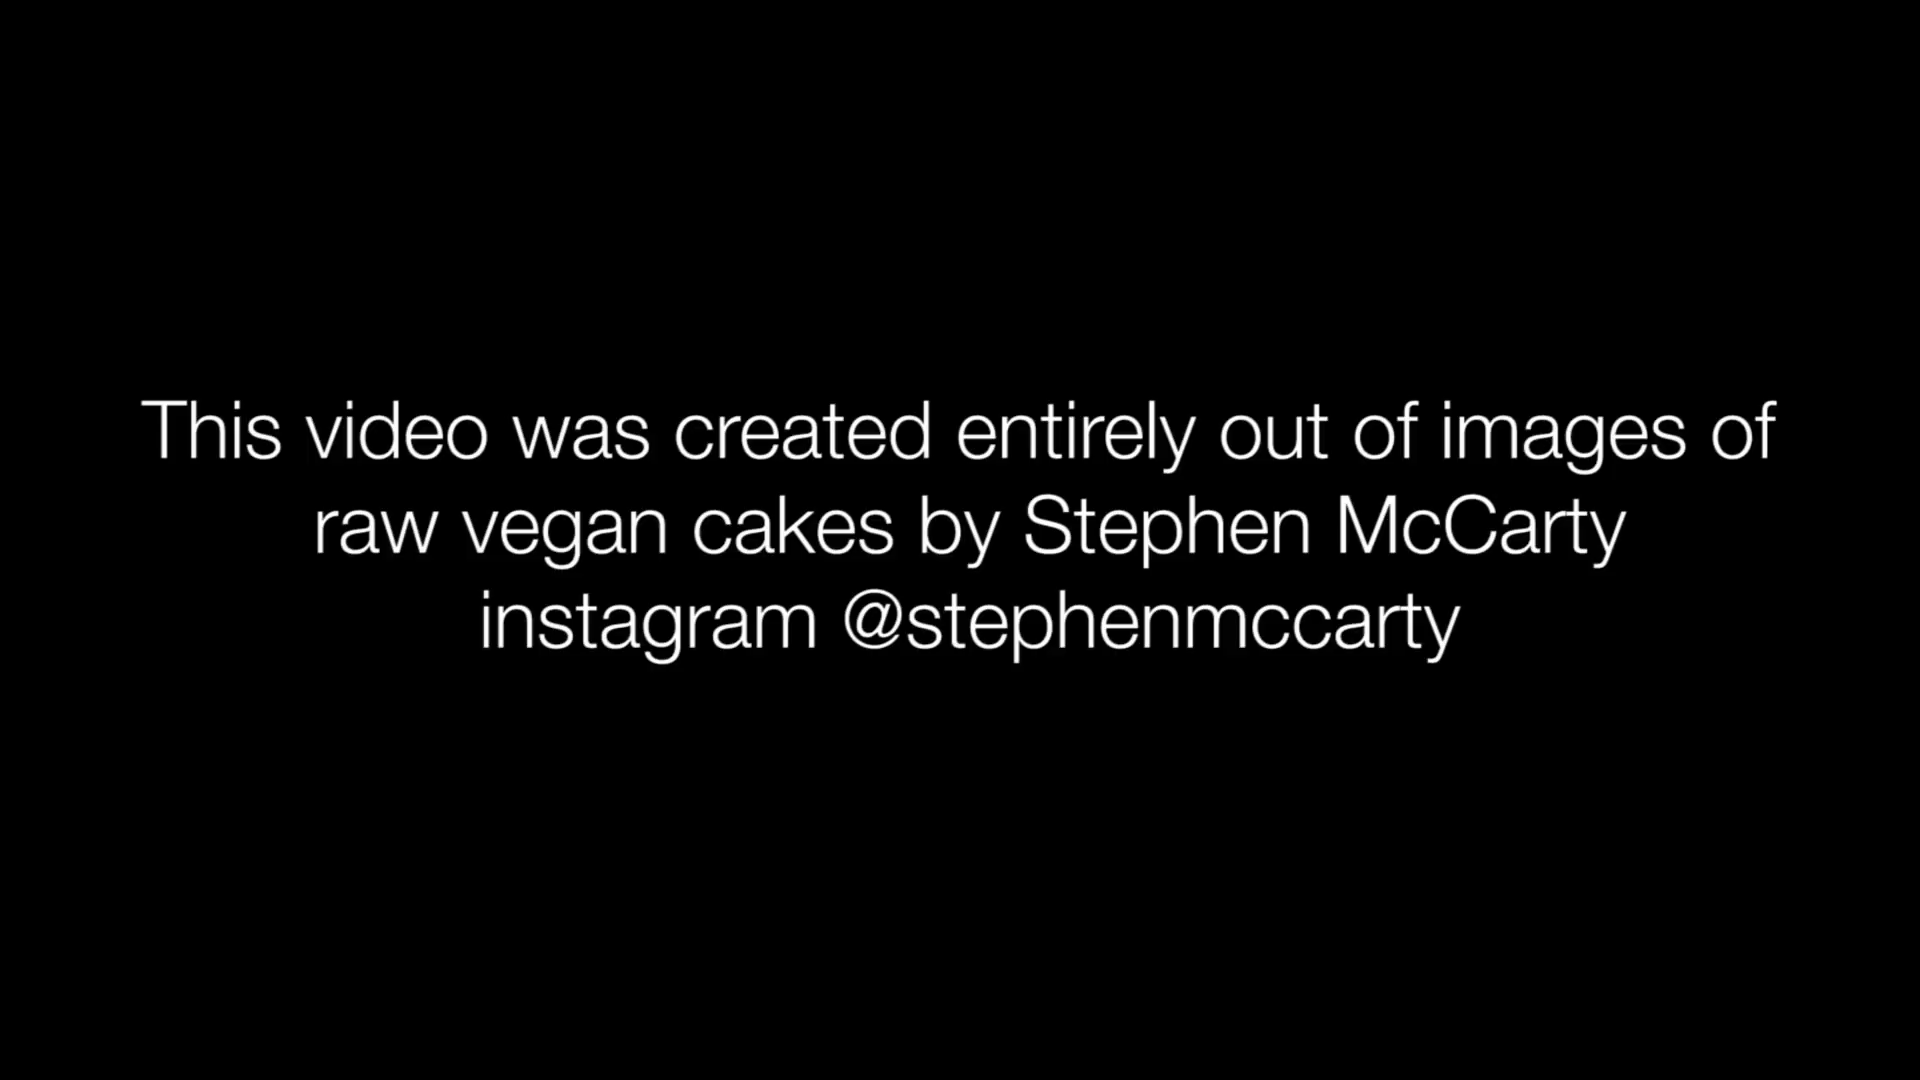 This video was created entirely out of images of
raw vegan cakes by Stephen McCarty
instagram @stephenmccarty